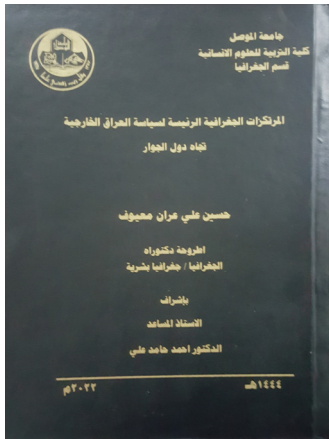 جامعة الموصل
كلية التربية للعلوم الانسانية
قسم الجغرافيا
المرتكزات الجغرافية الرئيسة لسياسة العراق الخارجية
تجاه دول الجوار
حسين علي عران معيوف
اطروحة دكتوراه
الجغرافيا / جغرافيا بشرية
بإشراف
الاستاذ المساعد
الدكتور احمد حامد علي
١٤٤٤هـ ٢٠٢٢م